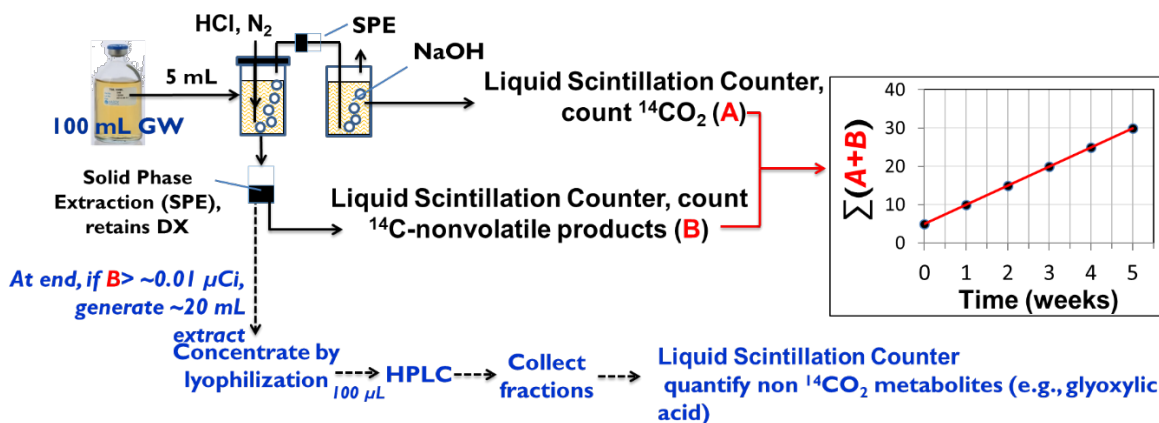 HCl, N₂
SPE
NaOH
5 mL
100 mL GW
Liquid Scintillation Counter,
count ¹⁴CO₂ (A)
Solid Phase
Extraction (SPE),
retains DX
Liquid Scintillation Counter, count
¹⁴C-nonvolatile products (B)
At end, if B> ~0.01 µCi,
generate ~20 mL
extract
Concentrate by
lyophilization
100 µL
HPLC
Collect
fractions
Liquid Scintillation Counter
quantify non ¹⁴CO₂ metabolites (e.g., glyoxylic
acid)
∑(A+B)
40
30
20
10
0
0 1 2 3 4 5
Time (weeks)